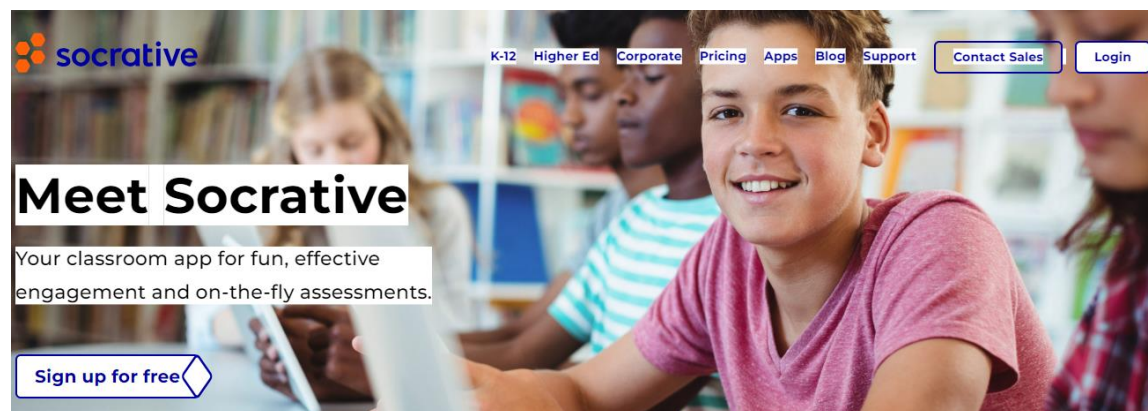 socrative
K-12 Higher Ed Corporate Pricing Apps Blog Support Contact Sales Login
Meet Socrative
Your classroom app for fun, effective
engagement and on-the-fly assessments.
Sign up for free